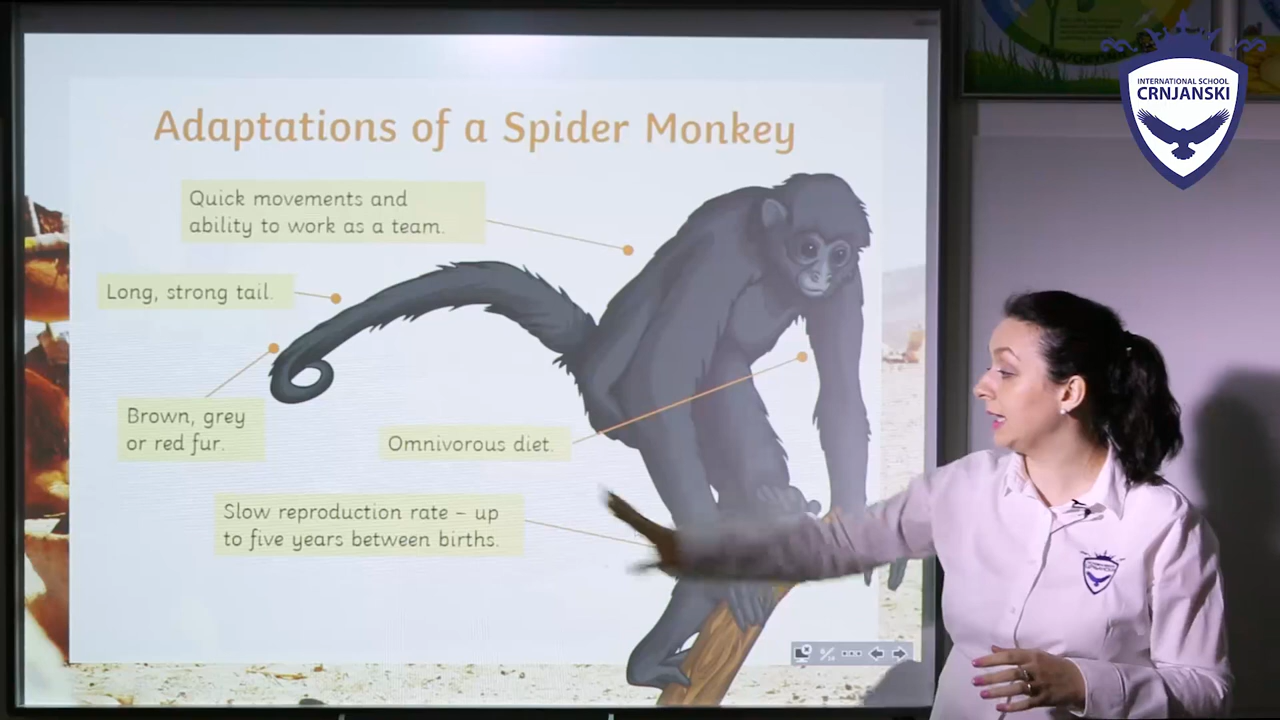 Adaptations of a Spider Monkey
Quick movements and
ability to work as a team.
Long, strong tail.
Brown, grey
or red fur.
Omnivorous diet.
Slow reproduction rate – up
to five years between births.
INTERNATIONAL SCHOOL
CRNJANSKI